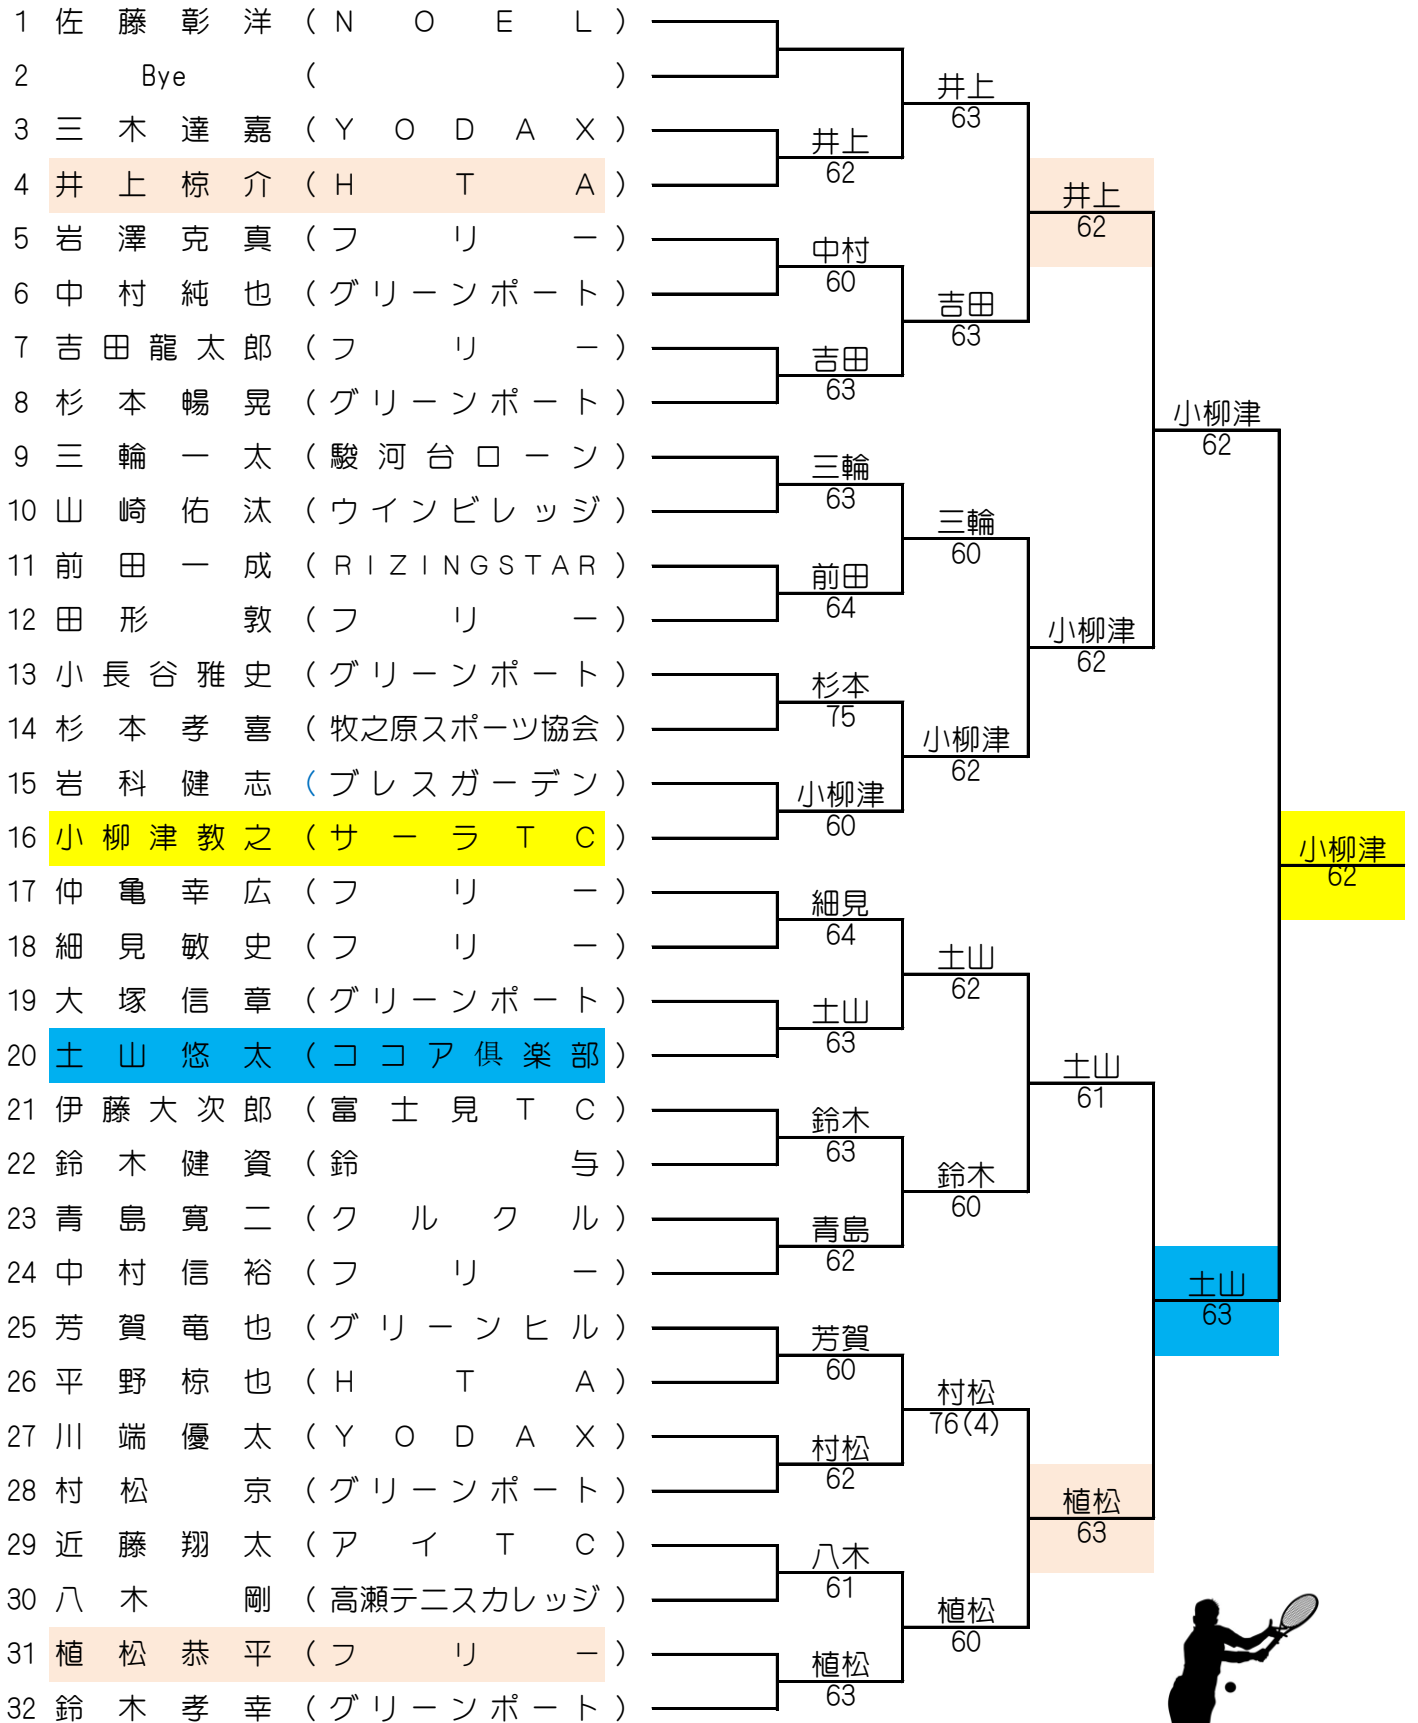 1 佐藤彰洋 (NOEL)
2 Bye ( )
3 三木達嘉 (YODAX)
4 井上椋介 (HTA)
5 岩澤克真 (フリー)
6 中村純也 (グリーンポート)
7 吉田龍太郎 (フリー)
8 杉本暢晃 (グリーンポート)
9 三輪一太 (駿河台ローン)
10 山崎佑汰 (ウインビレッジ)
11 前田一成 (RIZINGSTAR)
12 田形敦 (フリー)
13 小長谷雅史 (グリーンポート)
14 杉本孝喜 (牧之原スポーツ協会)
15 岩科健志 (ブレスガーデン)
16 小柳津教之 (サーラTC)
17 仲亀幸広 (フリー)
18 細見敏史 (フリー)
19 大塚信章 (グリーンポート)
20 土山悠太 (ココア倶楽部)
21 伊藤大次郎 (富士見TC)
22 鈴木健資 (鈴与)
23 青島寛二 (クルクル)
24 中村信裕 (フリー)
25 芳賀竜也 (グリーンヒル)
26 平野椋也 (HTA)
27 川端優太 (YODAX)
28 村松京 (グリーンポート)
29 近藤翔太 (アイTC)
30 八木剛 (高瀬テニスカレッジ)
31 植松恭平 (フリー)
32 鈴木孝幸 (グリーンポート)
井上
62
中村
60
吉田
63
三輪
63
前田
64
杉本
75
小柳津
60
細見
64
土山
63
鈴木
63
青島
62
芳賀
60
村松
62
八木
61
植松
63
井上
63
吉田
63
三輪
60
小柳津
62
土山
62
鈴木
60
村松
76(4)
植松
60
井上
62
小柳津
62
土山
61
植松
63
小柳津
62
土山
63
小柳津
62